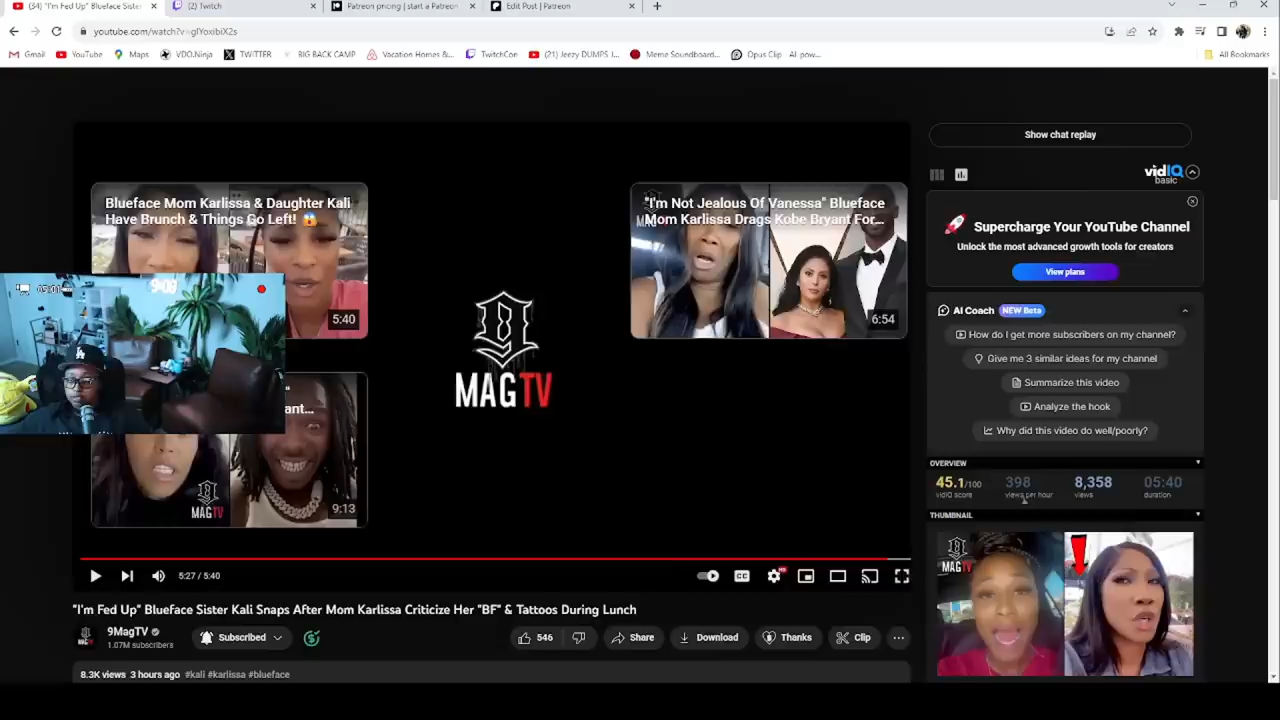 (34) "I'm Fed Up" Blueface Sister
(2) Twitch
Patreon pricing | start a Patreon
Edit Post | Patreon
youtube.com/watch?v=glYoxibiX2s
Gmail
YouTube
Maps
VDO.Ninja
TWITTER
BIG BACK CAMP
Vacation Homes &...
TwitchCon
(21) Jerzy DUMPS J...
Meme Soundboard...
Opus Clip
AI, pow...
All Bookmarks
Show chat replay
vidIQ
basic
Supercharge Your YouTube Channel
Unlock the most advanced growth tools for creators
View plans
AI Coach NEW Beta
How do I get more subscribers on my channel?
Give me 3 similar ideas for my channel
Summarize this video
Analyze the hook
Why did this video do well/poorly?
OVERVIEW
45.1/100
vidIQ score
398
views per hour
8,358
views
05:40
duration
THUMBNAIL
MAGTV
Blueface Mom Karlissa & Daughter Kali
Have Brunch & Things Go Left!
5:40
"I'm Not Jealous Of Vanessa" Blueface
Mom Karlissa Drags Kobe Bryant For...
6:54
MAGTV
ant...
MAGTV
9:13
5:27 / 5:40
CC
HD
"I'm Fed Up" Blueface Sister Kali Snaps After Mom Karlissa Criticize Her "BF" & Tattoos During Lunch
9MagTV
1.07M subscribers
Subscribed
546
Share
Download
Thanks
Clip
8.3K views 3 hours ago #kali #karlissa #blueface